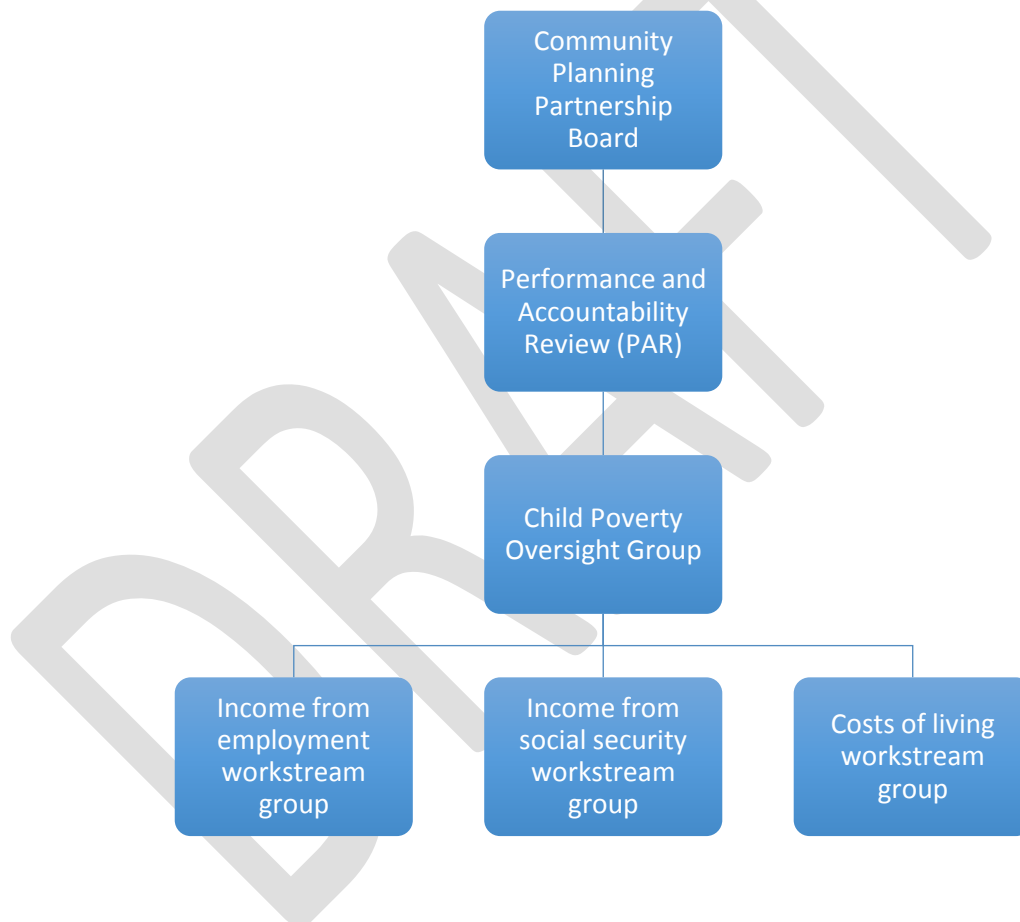 Community
Planning
Partnership
Board
Performance and
Accountability
Review (PAR)
Child Poverty
Oversight Group
Income from
employment
workstream
group
Income from
social security
workstream
group
Costs of living
workstream
group
DRAFT